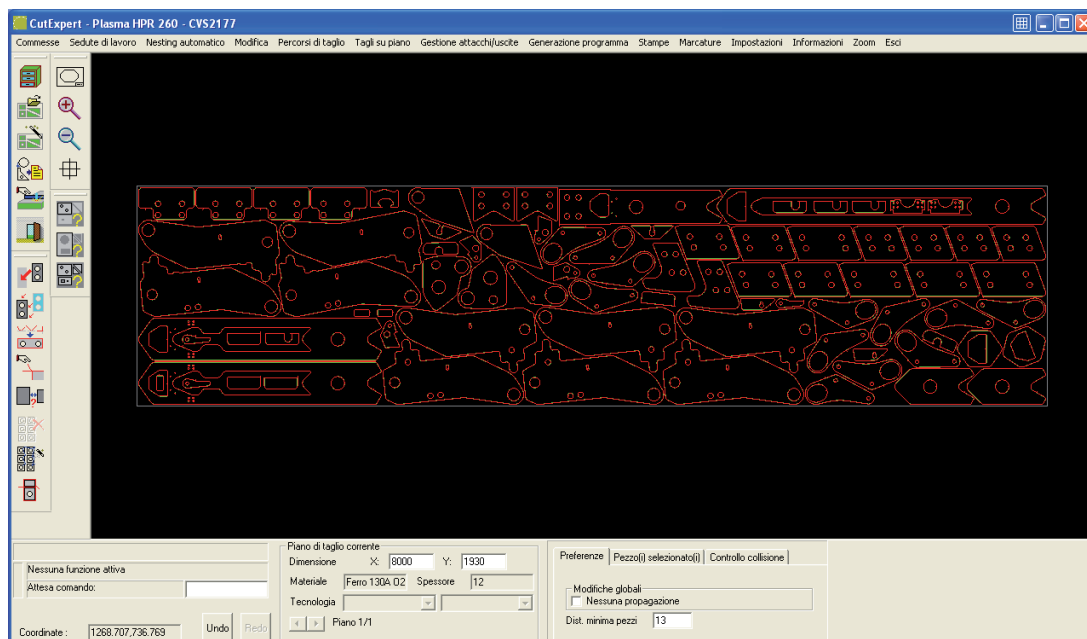 CutExpert - Plasma HPR 260 - CVS2177
Commesse Sedute di lavoro Nesting automatico Modifica Percorsi di taglio Tagli su piano Gestione attacchi/uscite Generazione programma Stampe Marcature Impostazioni Informazioni Zoom Esci
Nessuna funzione attiva
Attesa comando:
Coordinate : 1268.707,736.769 Undo Redo
Piano di taglio corrente
Dimensione X: 8000 Y: 1930
Materiale Ferro 130A O2 Spessore 12
Tecnologia
Piano 1/1
Preferenze Pezzo(i) selezionato(i) Controllo collisione
Modifiche globali
Nessuna propagazione
Dist. minima pezzi 13